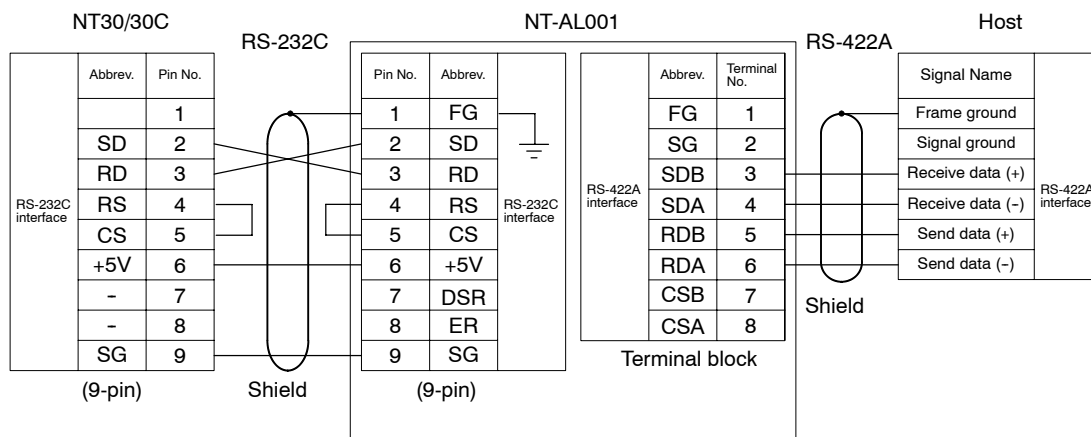 NT30/30C
RS-232C
NT-AL001
RS-422A
Host
Abbrev. Pin No.
1
SD 2
RD 3
RS 4
CS 5
+5V 6
- 7
- 8
SG 9
RS-232C
interface
(9-pin)
Shield
Pin No. Abbrev.
1 FG
2 SD
3 RD
4 RS
5 CS
6 +5V
7 DSR
8 ER
9 SG
RS-232C
interface
(9-pin)
RS-422A
interface
Abbrev. Terminal
No.
FG 1
SG 2
SDB 3
SDA 4
RDB 5
RDA 6
CSB 7
CSA 8
Terminal block
Shield
Signal Name
Frame ground
Signal ground
Receive data (+)
Receive data (-)
Send data (+)
Send data (-)
RS-422A
interface